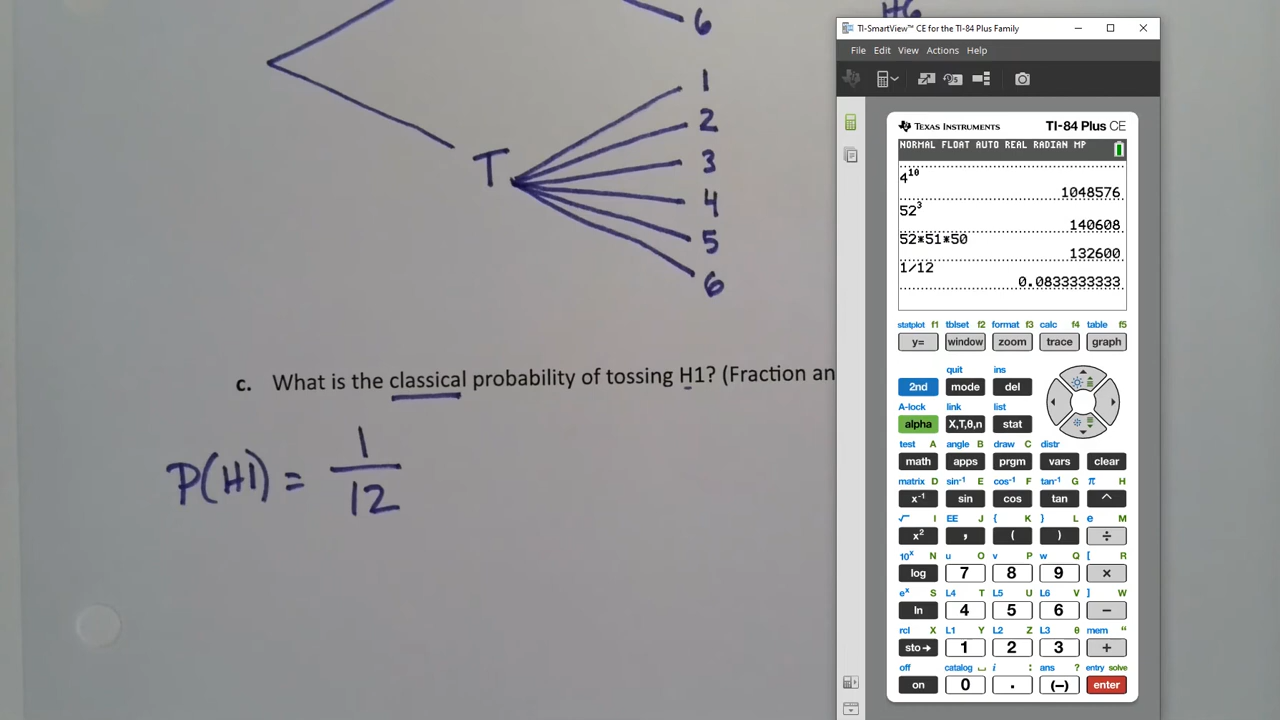 6
H6
1
2
T
3
4
5
6
c. What is the classical probability of tossing H1? (Fraction an
P(H1) = 1/12
TI-SmartView™ CE for the TI-84 Plus Family
File Edit View Actions Help
TEXAS INSTRUMENTS TI-84 Plus CE
NORMAL FLOAT AUTO REAL RADIAN MP
4¹⁰
1048576
52³
140608
52*51*50
132600
1/12
0.0833333333
statplot f1 tblset f2 format f3 calc f4 table f5
y= window zoom trace graph
quit ins
2nd mode del
A-lock link list
alpha X,T,θ,n stat
test A angle B draw C distr
math apps prgm vars clear
matrix D sin⁻¹ E cos⁻¹ F tan⁻¹ G π H
x⁻¹ sin cos tan ^
√ I EE J { K } L e M
x² , ( ) ÷
10ˣ N u O v P w Q [ R
log 7 8 9 ×
eˣ S L4 T L5 U L6 V ] W
ln 4 5 6 −
rcl X L1 Y L2 Z L3 θ mem "
sto→ 1 2 3 +
off catalog ⎵ i : ans ? entry solve
on 0 . (−) enter